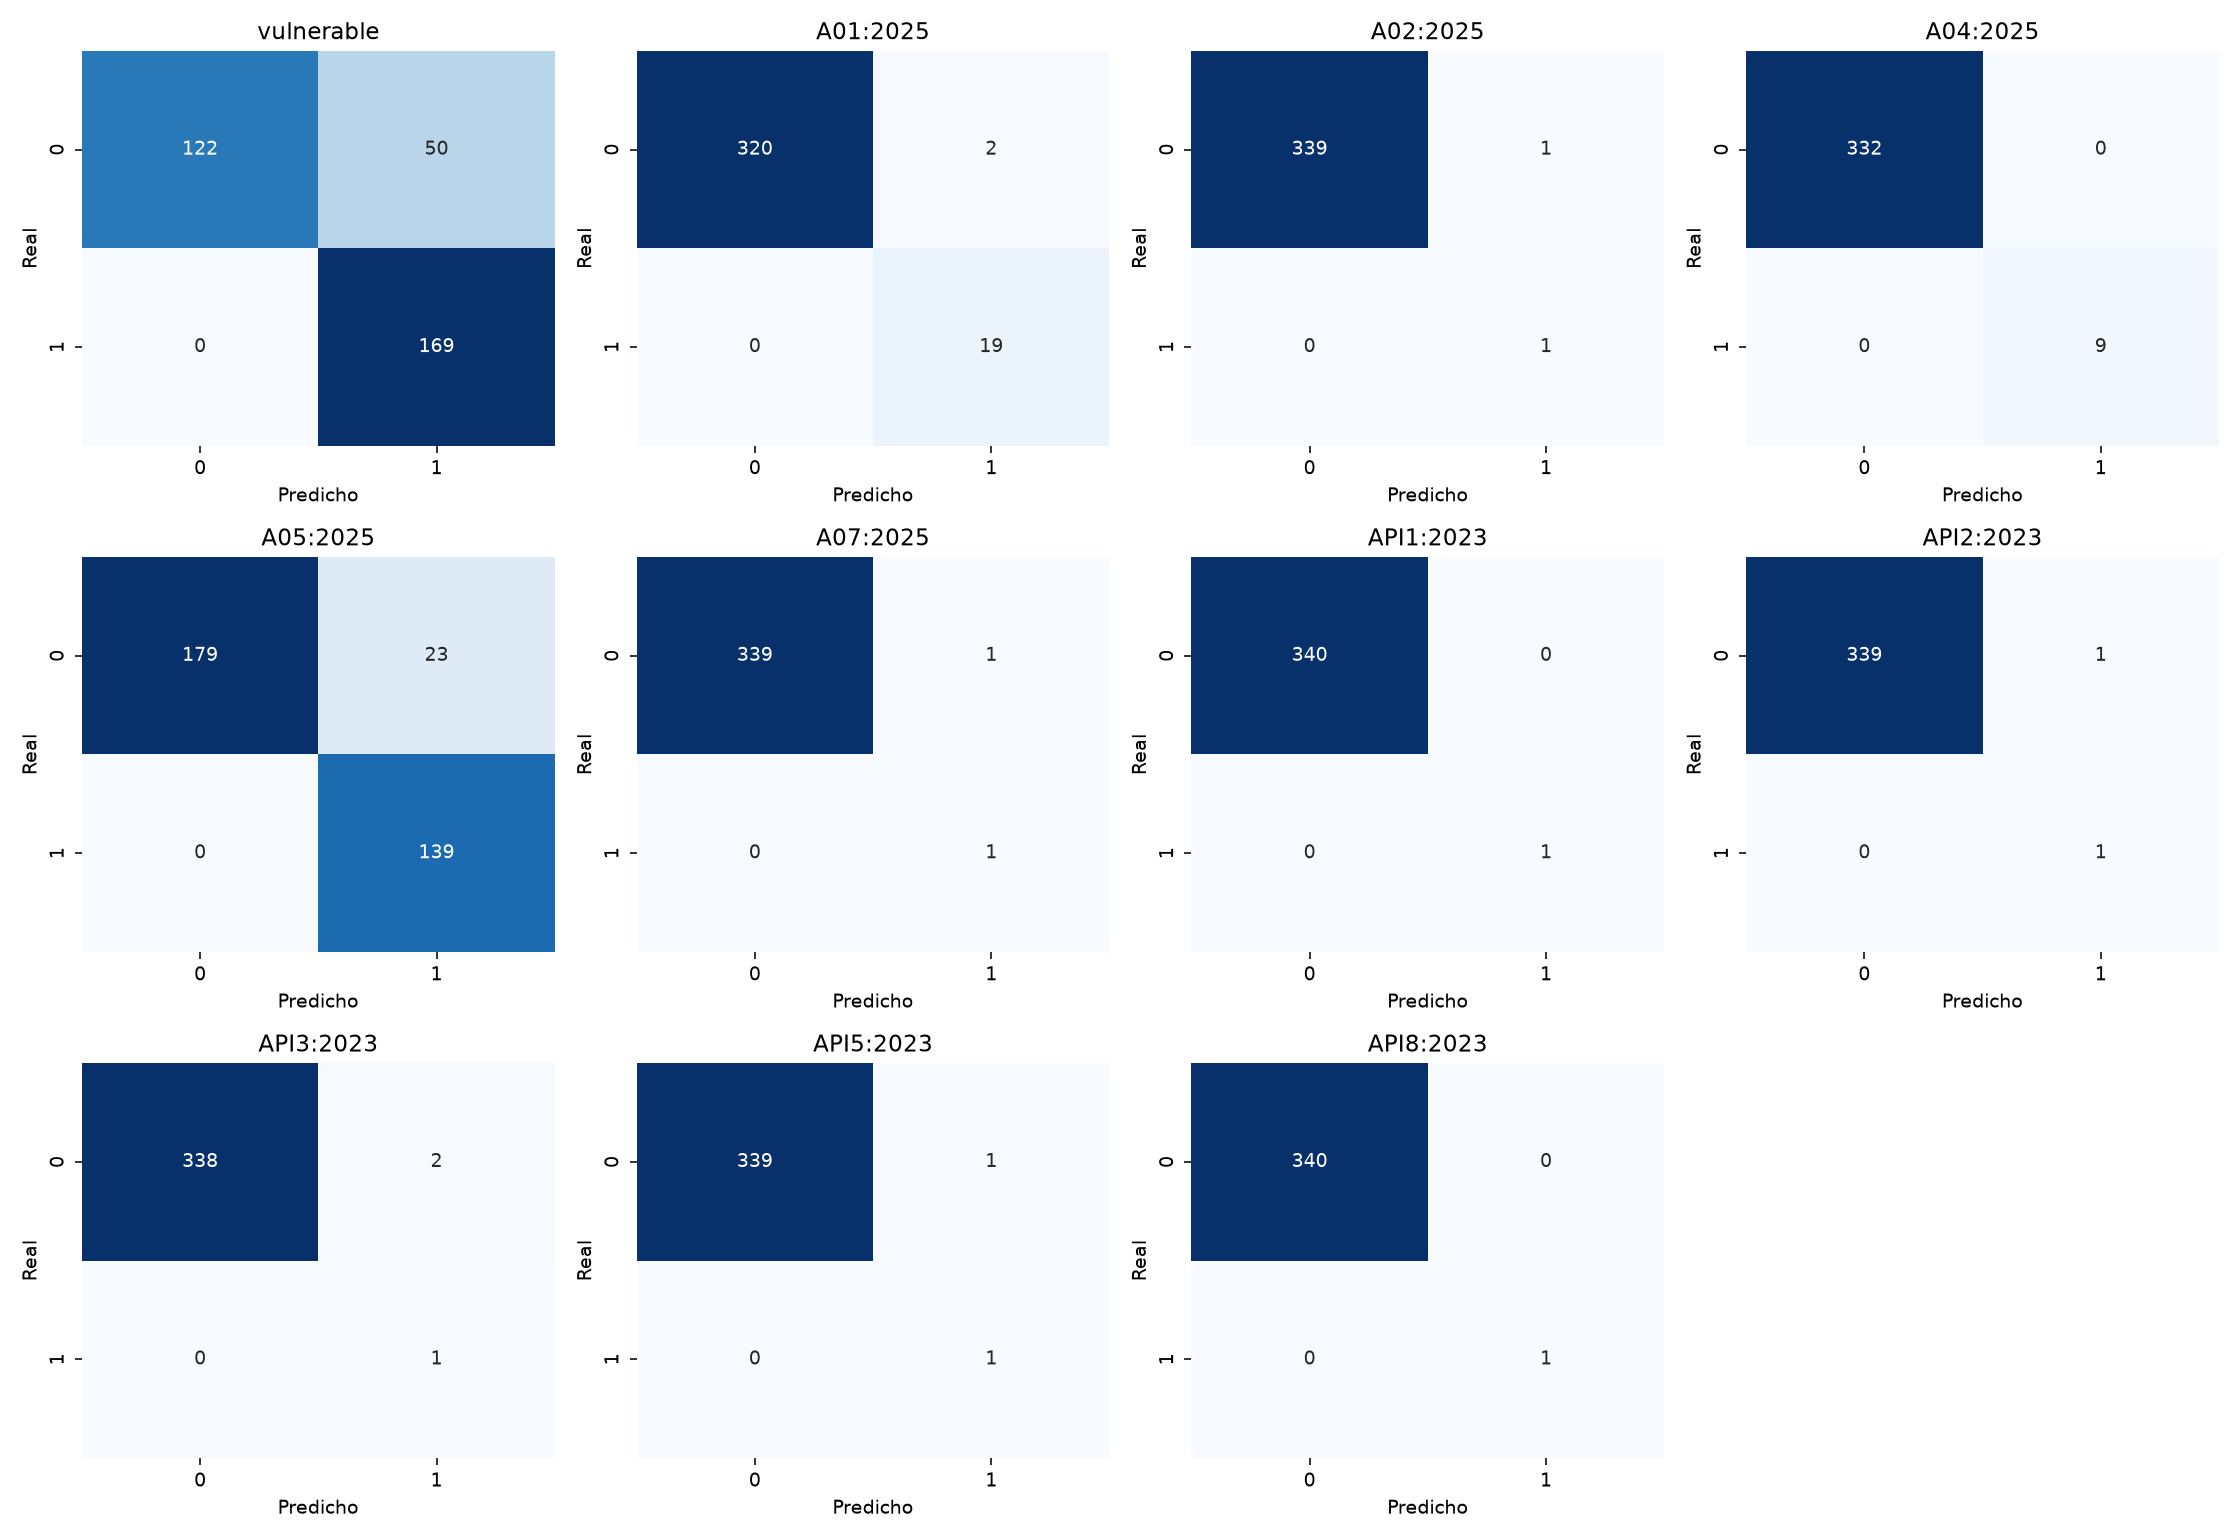 vulnerable
A01:2025
A02:2025
A04:2025
0 122 50
0 320 2
0 339 1
0 332 0
Real
Real
Real
Real
1 0 169
1 0 19
1 0 1
1 0 9
0 1
0 1
0 1
0 1
Predicho
Predicho
Predicho
Predicho
A05:2025
A07:2025
API1:2023
API2:2023
0 179 23
0 339 1
0 340 0
0 339 1
Real
Real
Real
Real
1 0 139
1 0 1
1 0 1
1 0 1
0 1
0 1
0 1
0 1
Predicho
Predicho
Predicho
Predicho
API3:2023
API5:2023
API8:2023
0 338 2
0 339 1
0 340 0
Real
Real
Real
1 0 1
1 0 1
1 0 1
0 1
0 1
0 1
Predicho
Predicho
Predicho